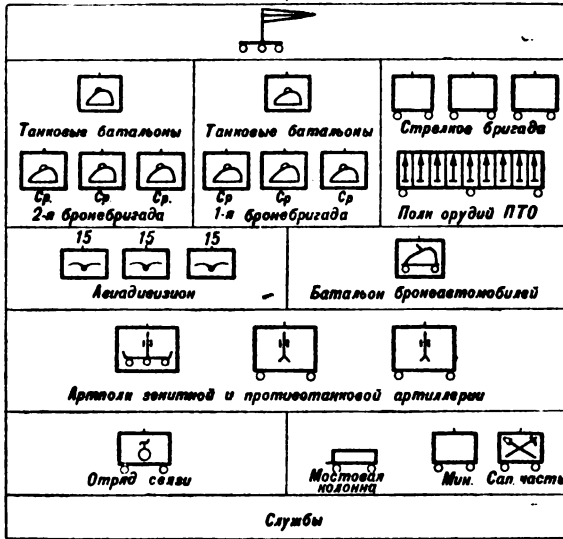 Танковые батальоны
Танковые батальоны
Стрелков бригада
Ср. Ср Ср.
2-я бронебригада
Ср Ср Ср
1-я бронебригада
Полк орудий ПТО
15 15 15
Авиадивизион
Батальон бронеавтомобилей
Артполк зенитной и противотанковой артиллерии
Отряд связи
Мостовая
колонна
Мин.
Сап. часть
Службы